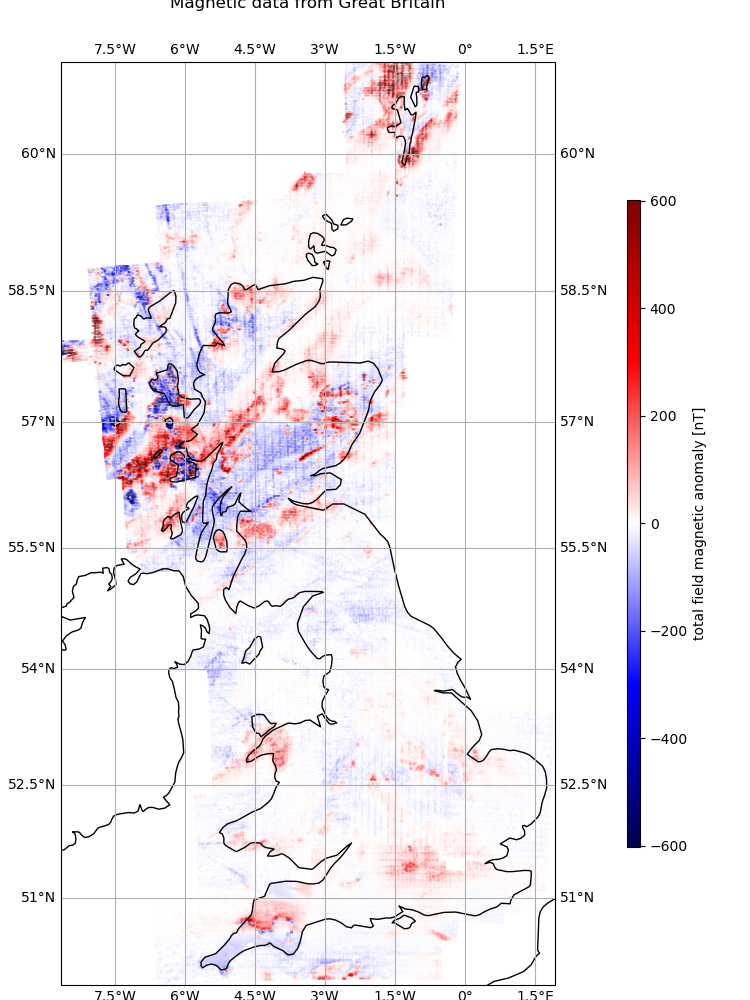 Magnetic data from Great Britain
7.5°W 6°W 4.5°W 3°W 1.5°W 0° 1.5°E
60°N 60°N
58.5°N 58.5°N
57°N 57°N
55.5°N 55.5°N
54°N 54°N
52.5°N 52.5°N
51°N 51°N
7.5°W 6°W 4.5°W 3°W 1.5°W 0° 1.5°E
600
400
200
0
−200
−400
−600
total field magnetic anomaly [nT]